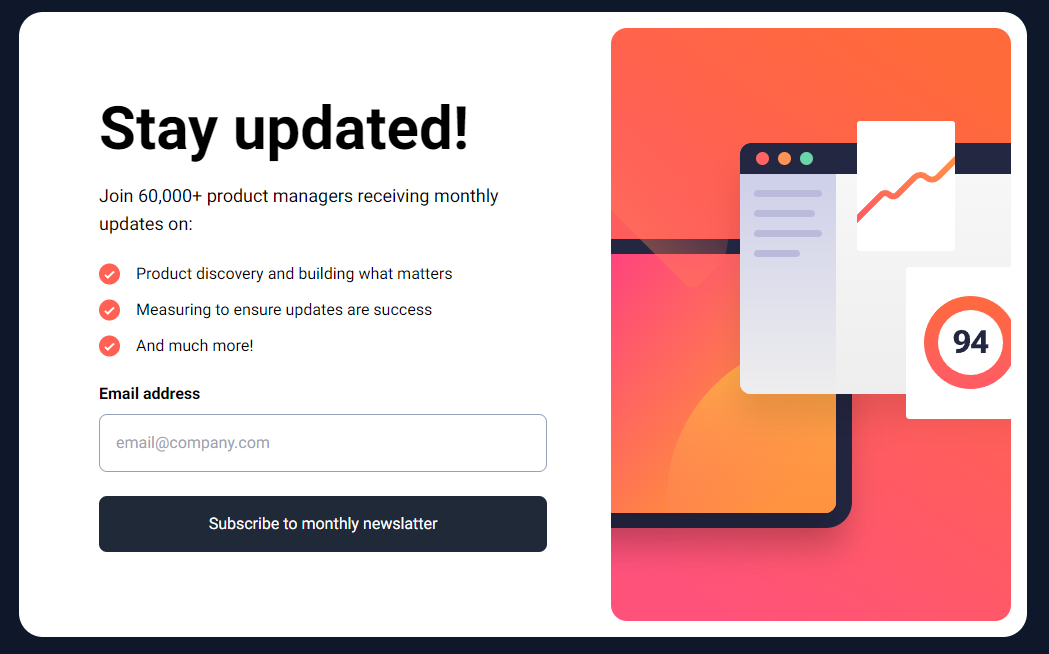 Stay updated!
Join 60,000+ product managers receiving monthly
updates on:
Product discovery and building what matters
Measuring to ensure updates are success
And much more!
Email address
email@company.com
Subscribe to monthly newslatter
94